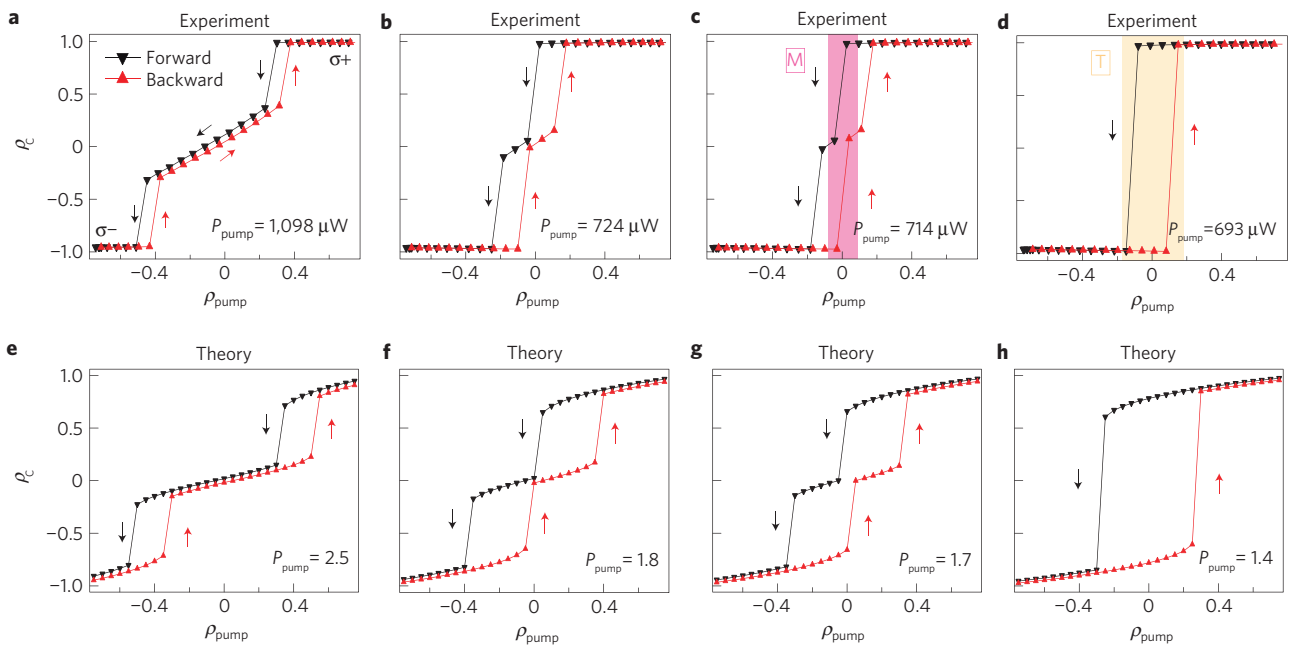 a Experiment
b Experiment
c Experiment
d Experiment
Forward
Backward
σ+
σ−
M
T
ρc
1.0
0.5
0
−0.5
−1.0
Ppump = 1,098 μW
Ppump = 724 μW
Ppump = 714 μW
Ppump =693 μW
−0.4 0 0.4
−0.4 0 0.4
−0.4 0 0.4
−0.4 0 0.4
ρpump
ρpump
ρpump
ρpump
e Theory
f Theory
g Theory
h Theory
ρc
1.0
0.5
0
−0.5
−1.0
Ppump = 2.5
Ppump = 1.8
Ppump = 1.7
Ppump = 1.4
−0.4 0 0.4
−0.4 0 0.4
−0.4 0 0.4
−0.4 0 0.4
ρpump
ρpump
ρpump
ρpump